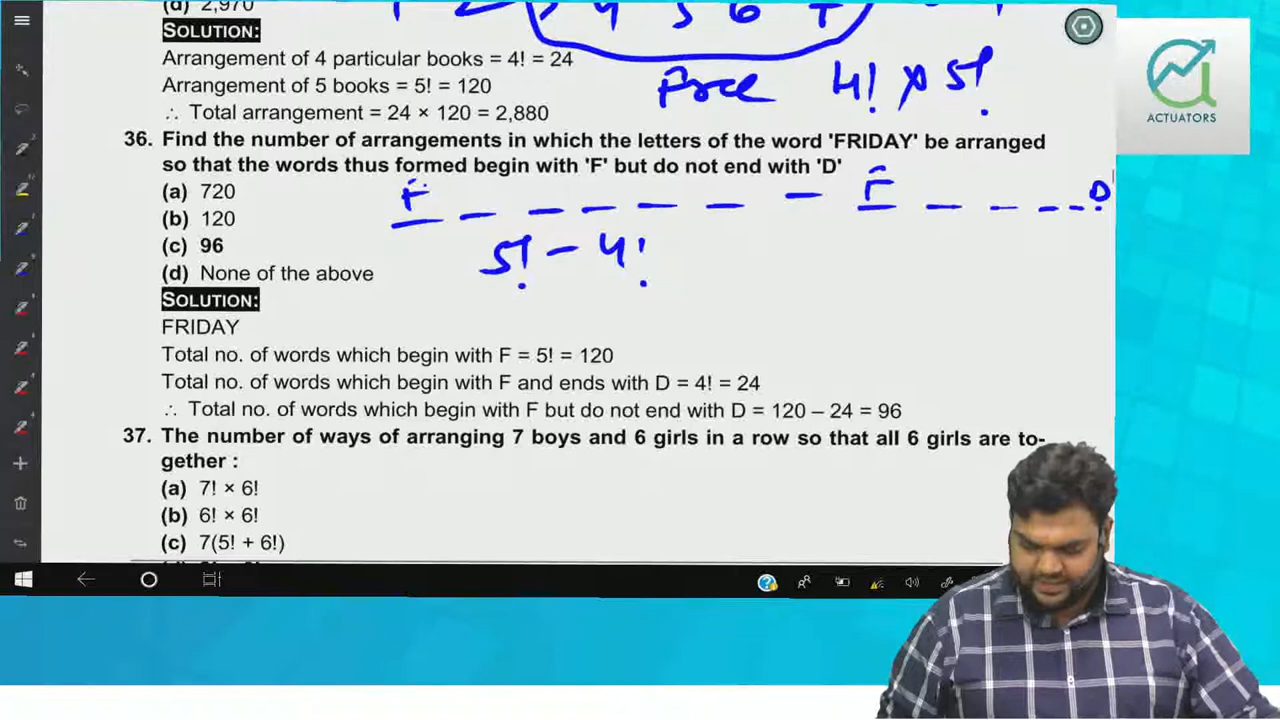 (d) 2,970
3 4 5 6 7
SOLUTION:
Arrangement of 4 particular books = 4! = 24
Arrangement of 5 books = 5! = 120
∴ Total arrangement = 24 × 120 = 2,880
4! × 5!
ACTUATORS
36. Find the number of arrangements in which the letters of the word 'FRIDAY' be arranged
so that the words thus formed begin with 'F' but do not end with 'D'
(a) 720
F F D
(b) 120
5! – 4!
(c) 96
(d) None of the above
SOLUTION:
FRIDAY
Total no. of words which begin with F = 5! = 120
Total no. of words which begin with F and ends with D = 4! = 24
∴ Total no. of words which begin with F but do not end with D = 120 – 24 = 96
37. The number of ways of arranging 7 boys and 6 girls in a row so that all 6 girls are to-
gether :
(a) 7! × 6!
(b) 6! × 6!
(c) 7(5! + 6!)